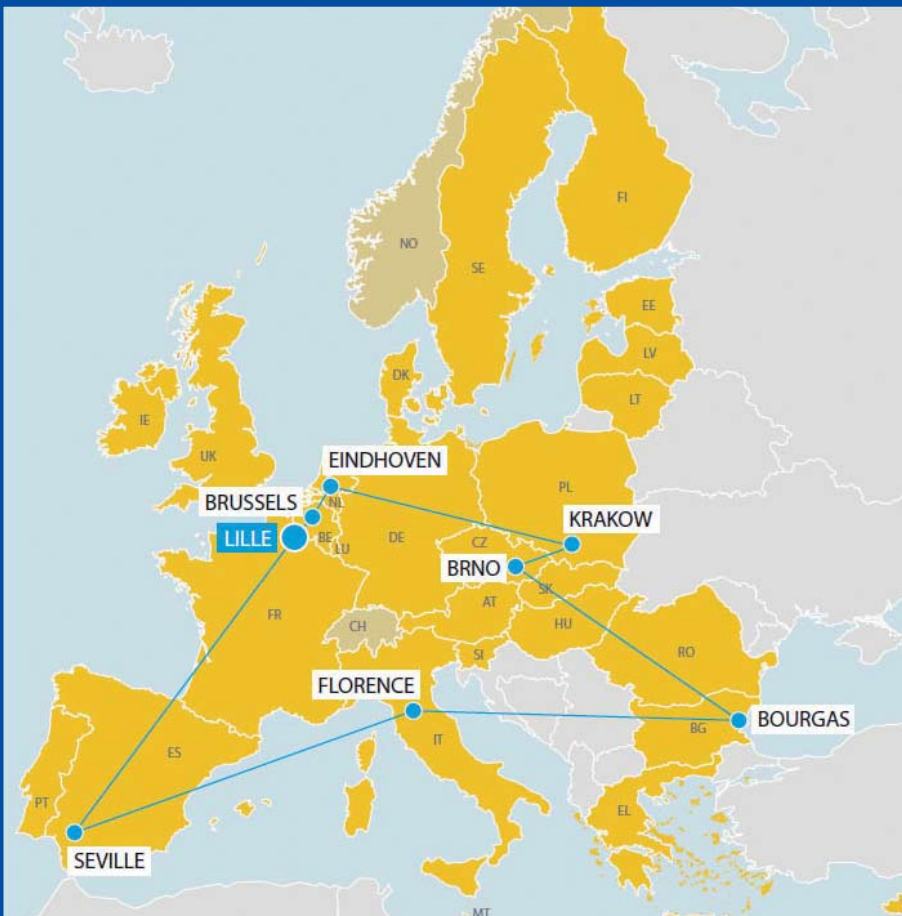 FI
NO
SE
EE
LV
DK
LT
IE
UK
EINDHOVEN
PL
BRUSSELS
NL
KRAKOW
LILLE
BE
DE
CZ
LU
BRNO
SK
AT
FR
HU
CH
SI
RO
FLORENCE
BOURGAS
BG
IT
ES
PT
EL
SEVILLE
MT